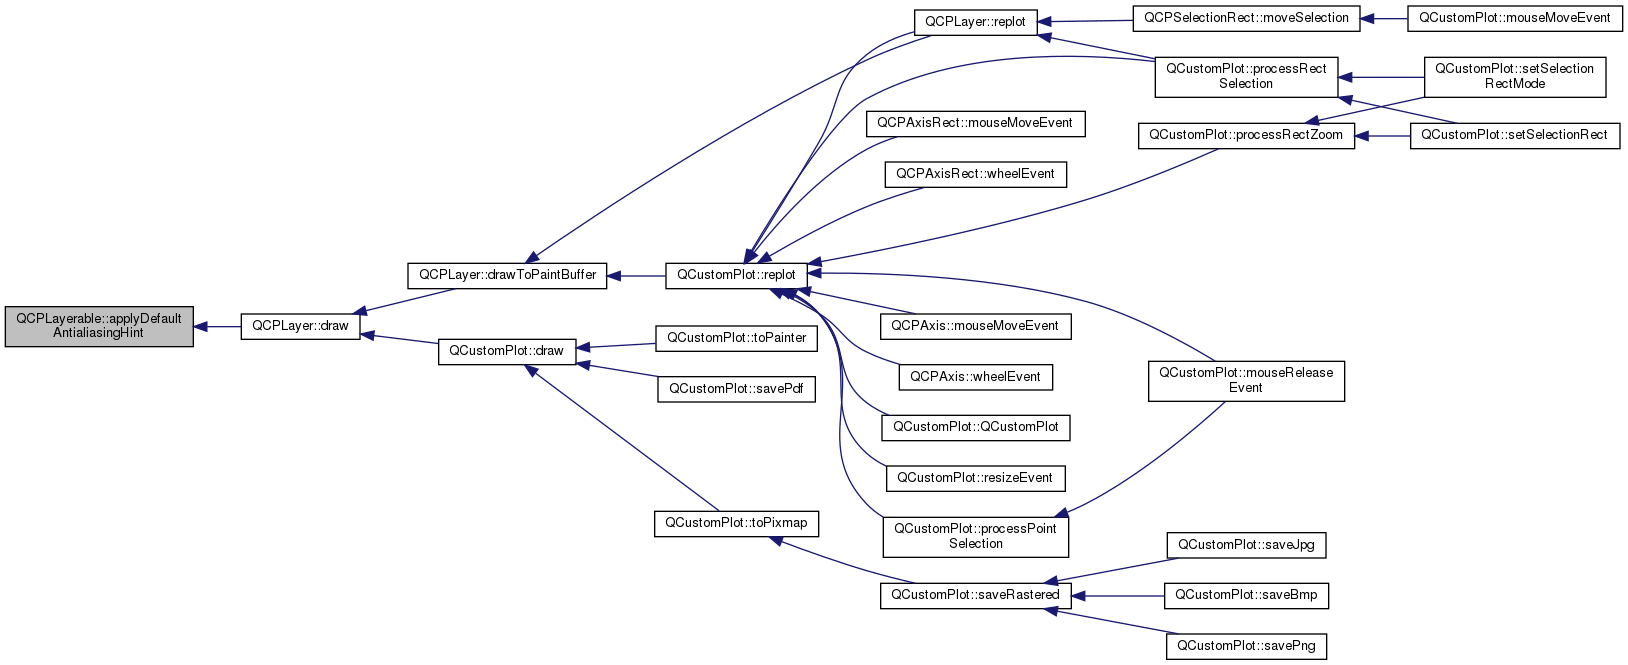 QCPLayerable::applyDefault
AntialiasingHint
QCPLayer::draw
QCPLayer::drawToPaintBuffer
QCustomPlot::draw
QCustomPlot::replot
QCustomPlot::toPainter
QCustomPlot::savePdf
QCustomPlot::toPixmap
QCPLayer::replot
QCPAxisRect::mouseMoveEvent
QCPAxisRect::wheelEvent
QCPAxis::mouseMoveEvent
QCPAxis::wheelEvent
QCustomPlot::QCustomPlot
QCustomPlot::resizeEvent
QCustomPlot::processPoint
Selection
QCustomPlot::saveRastered
QCPSelectionRect::moveSelection
QCustomPlot::processRect
Selection
QCustomPlot::processRectZoom
QCustomPlot::mouseRelease
Event
QCustomPlot::saveJpg
QCustomPlot::saveBmp
QCustomPlot::savePng
QCustomPlot::mouseMoveEvent
QCustomPlot::setSelection
RectMode
QCustomPlot::setSelectionRect